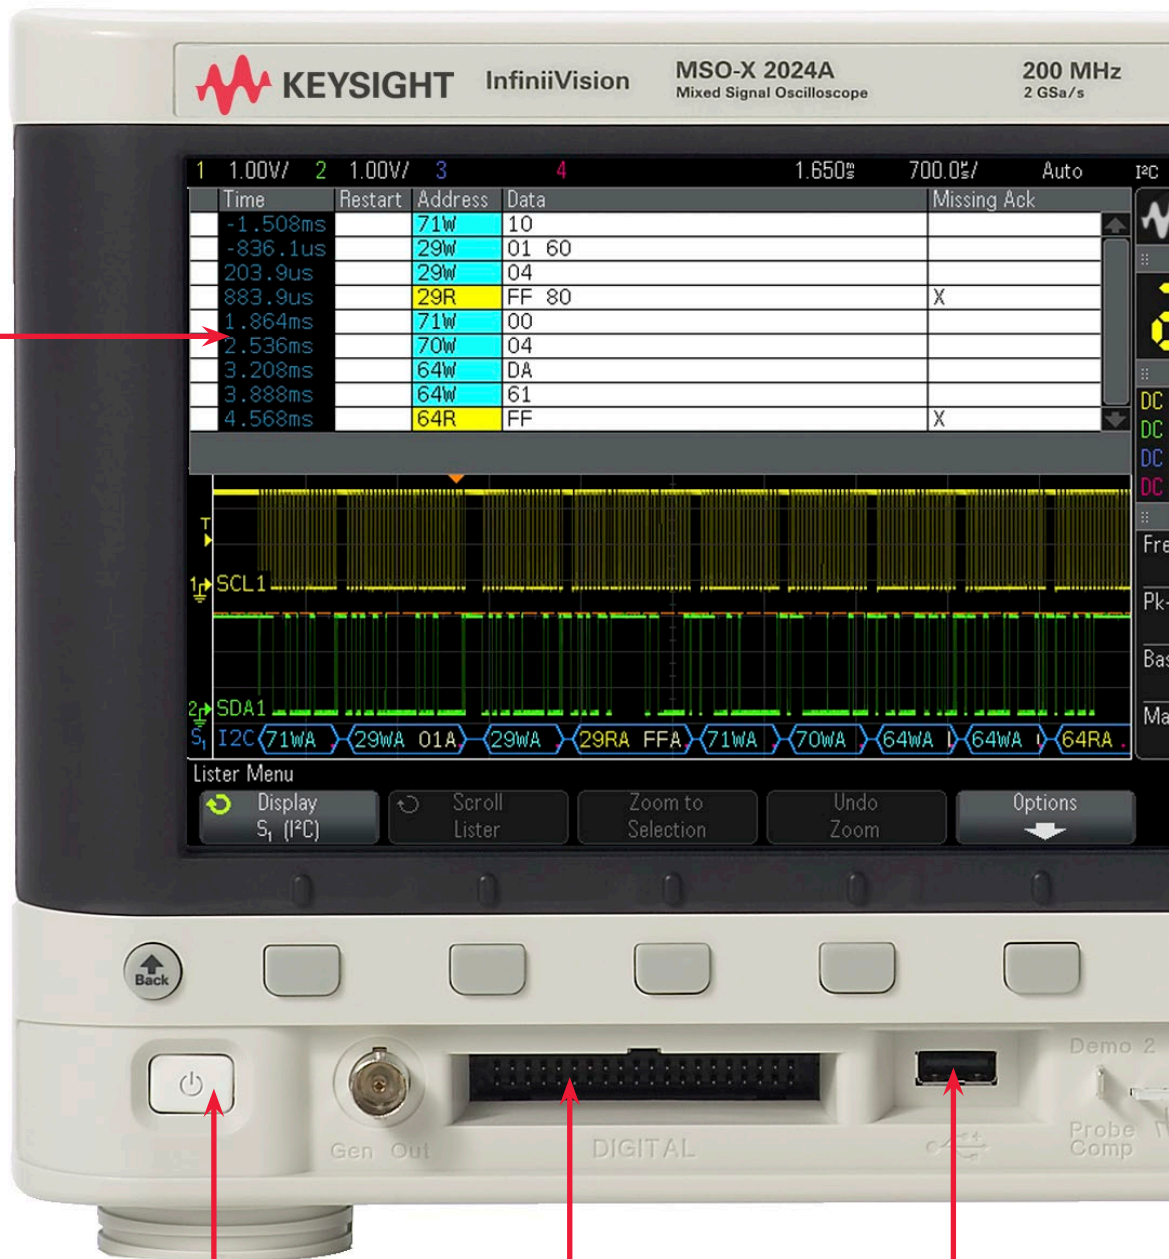 KEYSIGHT InfiniiVision MSO-X 2024A 200 MHz
Mixed Signal Oscilloscope 2 GSa/s
1 1.00V/ 2 1.00V/ 3 4 1.650ms 700.0us/ Auto I²C
Time Restart Address Data Missing Ack
-1.508ms 71W 10
-836.1us 29W 01 60
203.9us 29W 04
883.9us 29R FF 80 X
1.864ms 71W 00
2.536ms 70W 04
3.208ms 64W DA
3.888ms 64W 61
4.568ms 64R FF X
DC
DC
DC
DC
T
Fre
1 SCL1
Pk-
Bas
2 SDA1
Ma
S₁ I2C 71WA 29WA 01A 29WA 29RA FFA 71WA 70WA 64WA 64WA 64RA
Lister Menu
Display Scroll Zoom to Undo Options
S₁ (I²C) Lister Selection Zoom
Back
Demo 2
Gen Out DIGITAL Probe
Comp